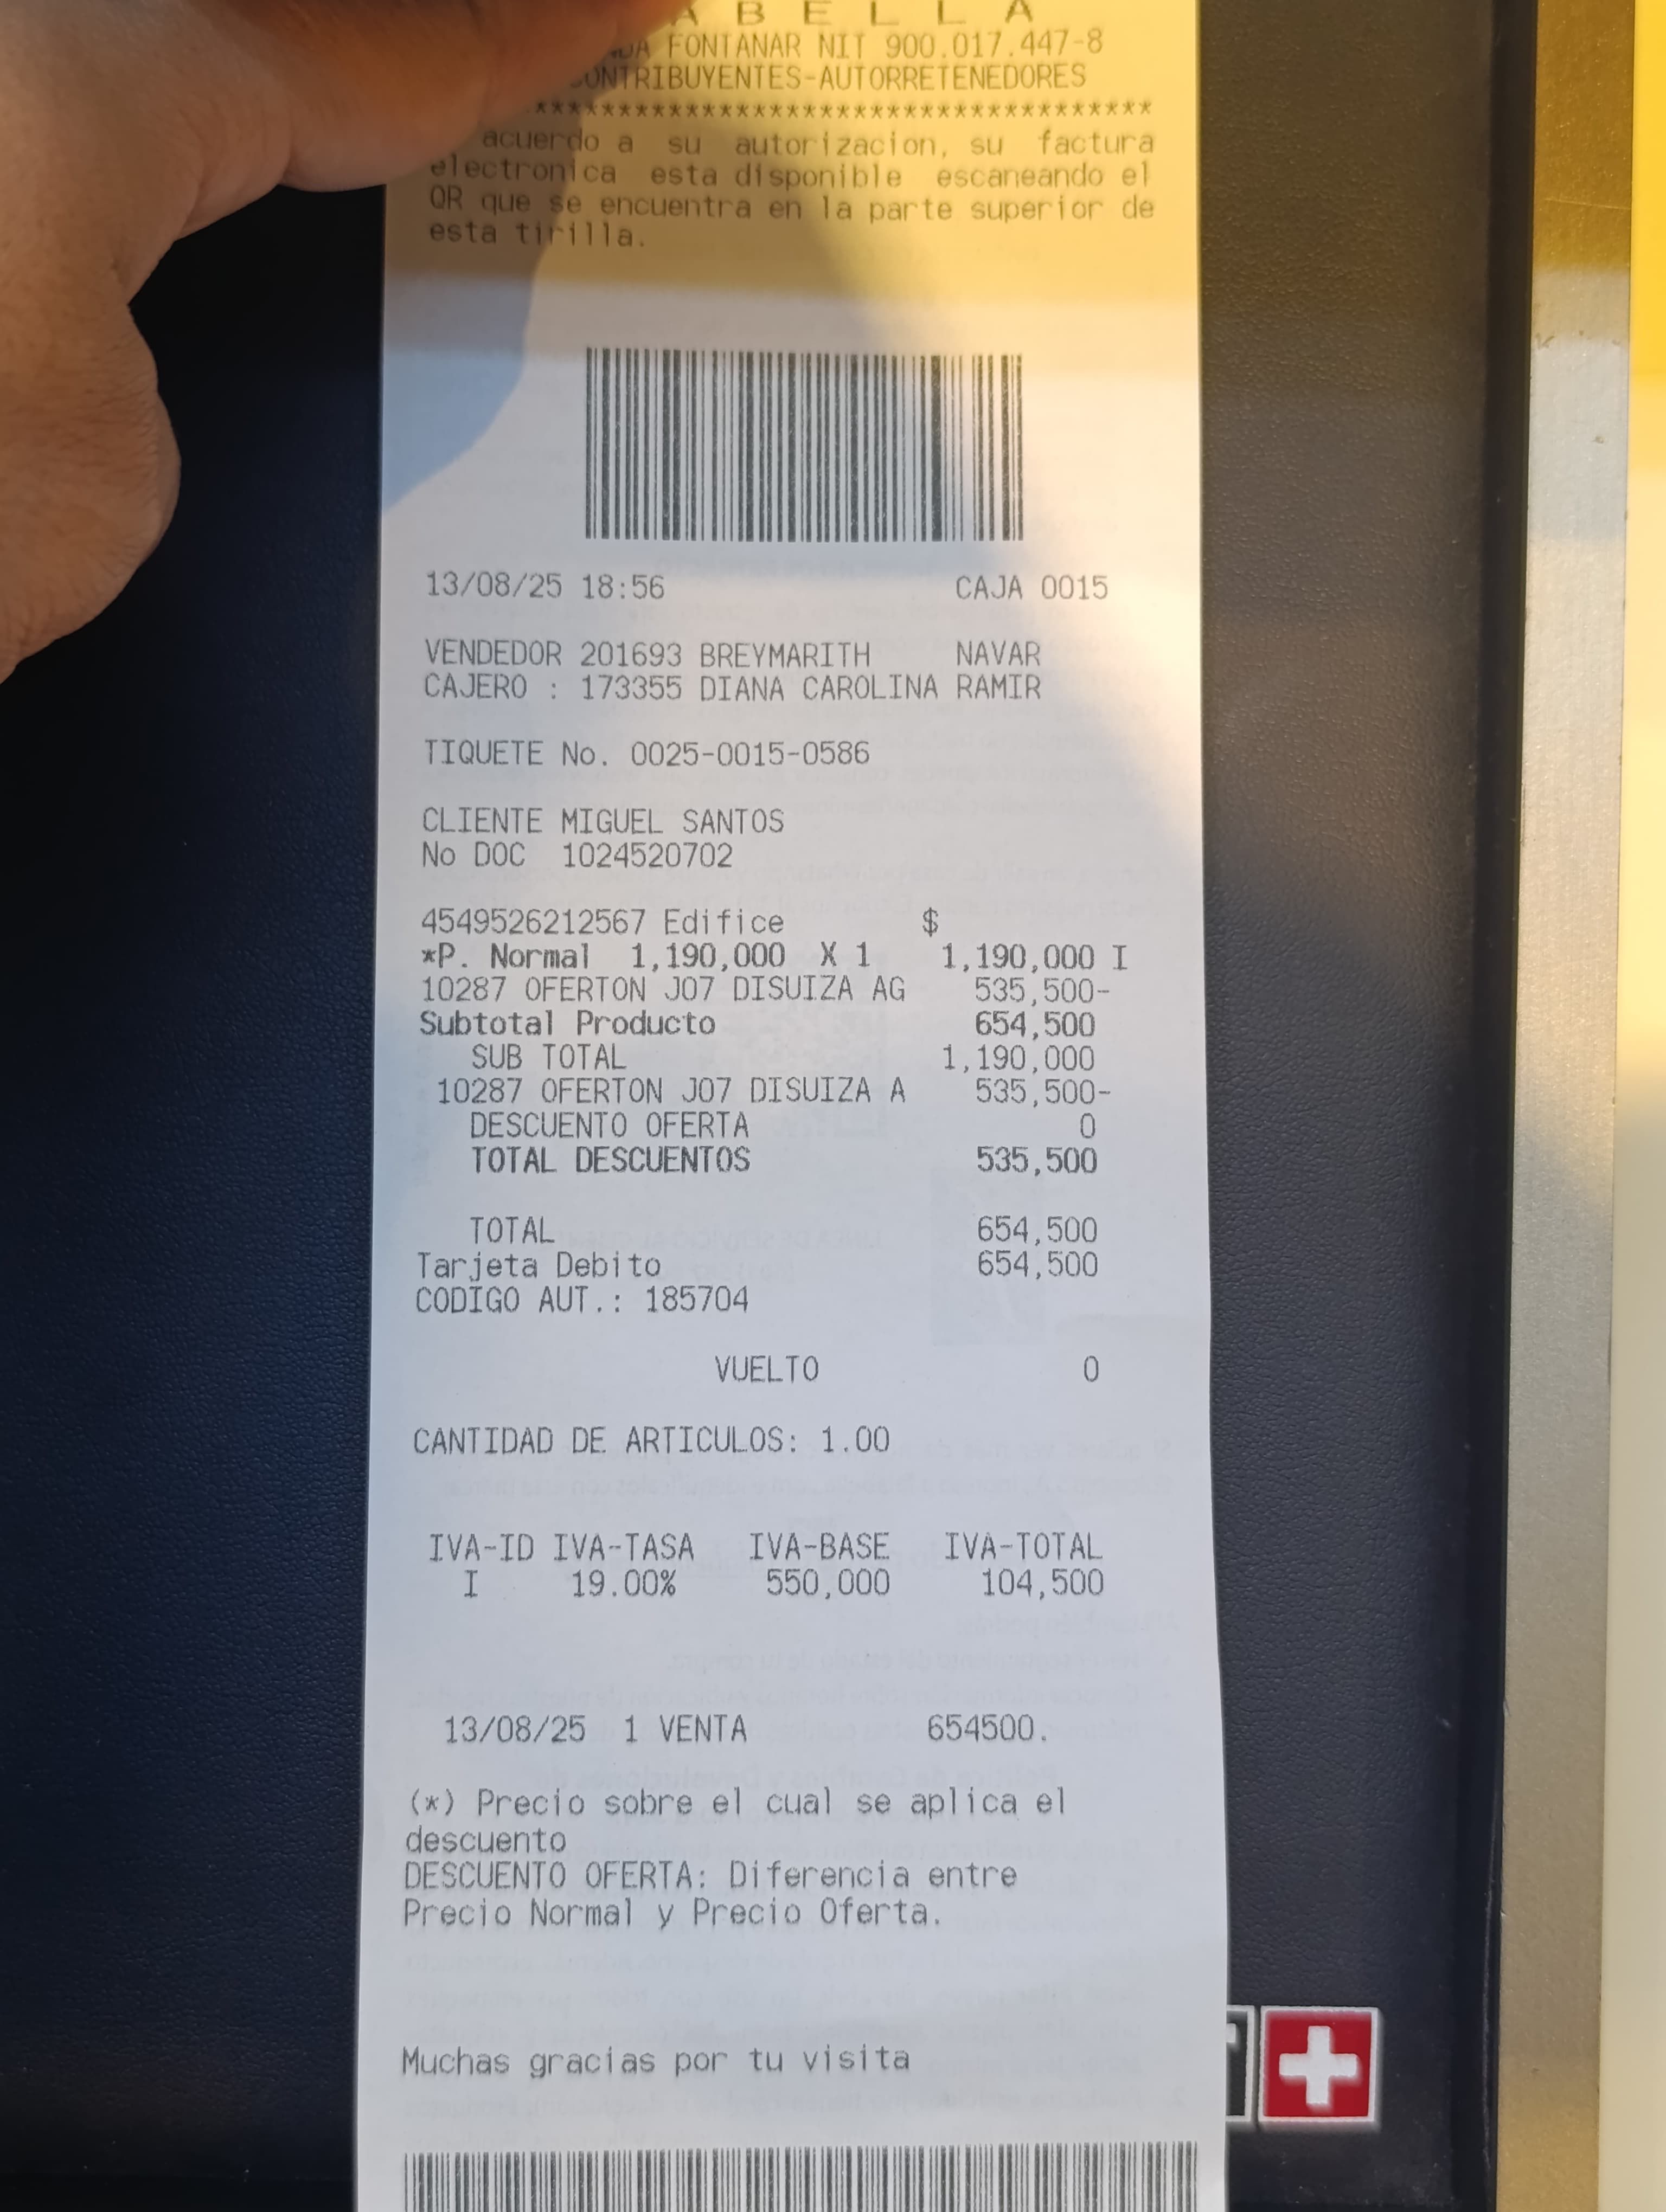 A B E L L A
FONTANAR NIT 900.017.447-8
CONTRIBUYENTES-AUTORRETENEDORES
************************************
acuerdo a su autorizacion, su factura
electronica esta disponible escaneando el
QR que se encuentra en la parte superior de
esta tirilla.
13/08/25 18:56 CAJA 0015
VENDEDOR 201693 BREYMARITH NAVAR
CAJERO : 173355 DIANA CAROLINA RAMIR
TIQUETE No. 0025-0015-0586
CLIENTE MIGUEL SANTOS
No DOC 1024520702
4549526212567 Edifice $
*P. Normal 1,190,000 X 1 1,190,000 I
10287 OFERTON J07 DISUIZA AG 535,500-
Subtotal Producto 654,500
SUB TOTAL 1,190,000
10287 OFERTON J07 DISUIZA A 535,500-
DESCUENTO OFERTA 0
TOTAL DESCUENTOS 535,500
TOTAL 654,500
Tarjeta Debito 654,500
CODIGO AUT.: 185704
VUELTO 0
CANTIDAD DE ARTICULOS: 1.00
IVA-ID IVA-TASA IVA-BASE IVA-TOTAL
I 19.00% 550,000 104,500
13/08/25 1 VENTA 654500.
(*) Precio sobre el cual se aplica el
descuento
DESCUENTO OFERTA: Diferencia entre
Precio Normal y Precio Oferta.
Muchas gracias por tu visita